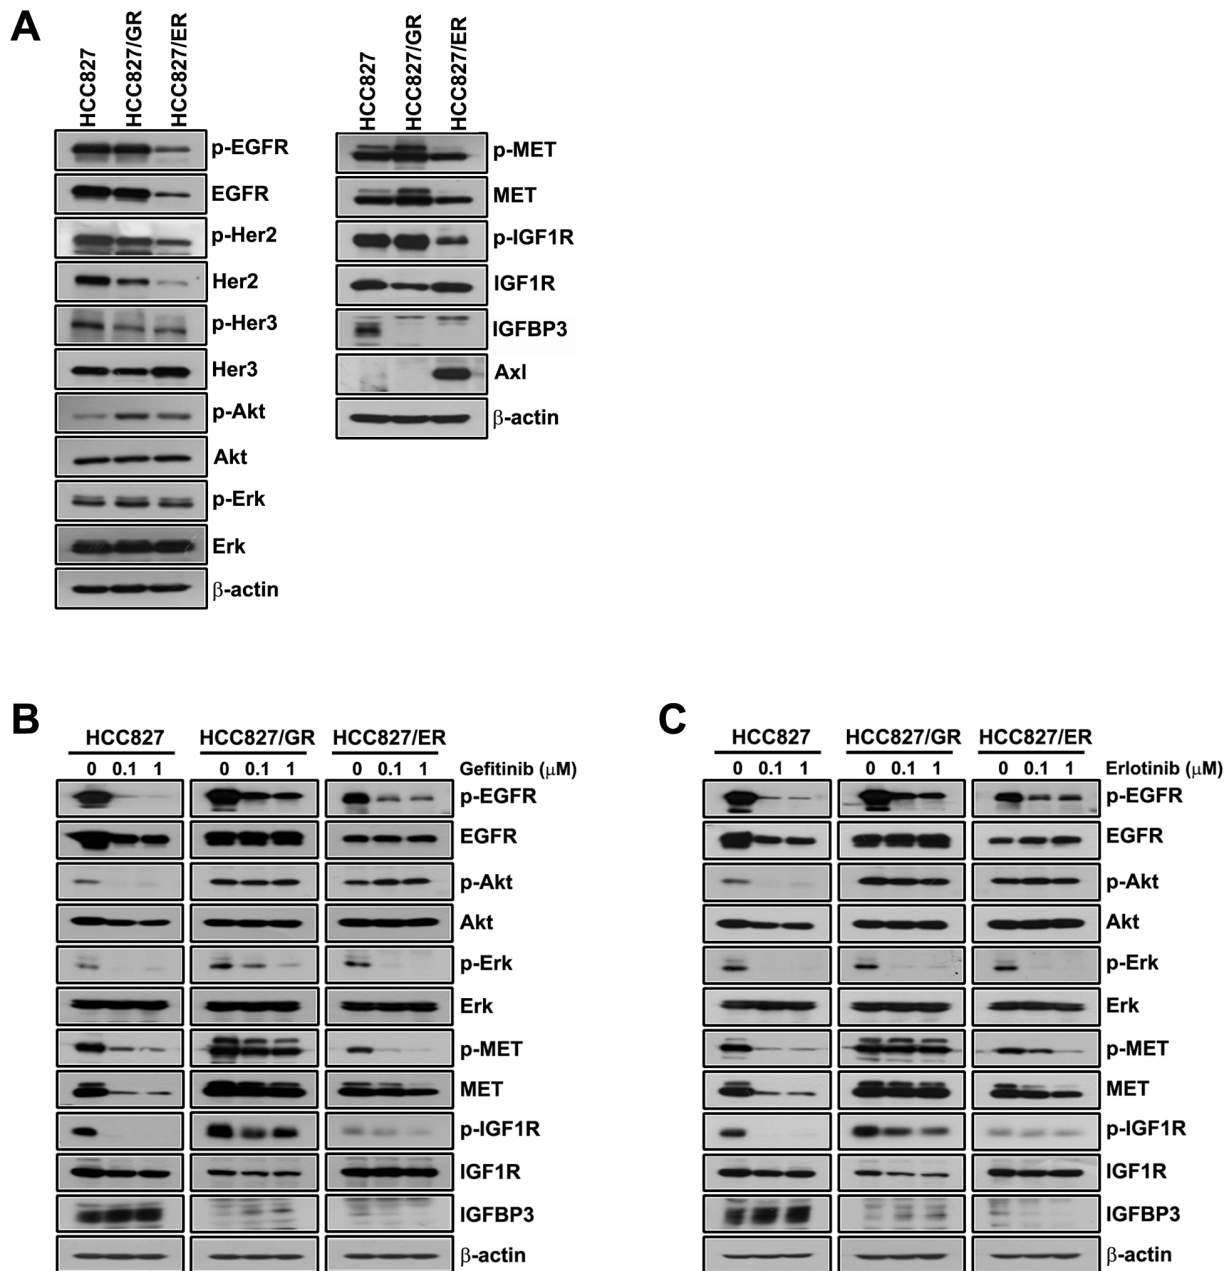 A
HCC827
HCC827/GR
HCC827/ER
p-EGFR
EGFR
p-Her2
Her2
p-Her3
Her3
p-Akt
Akt
p-Erk
Erk
β-actin
HCC827
HCC827/GR
HCC827/ER
p-MET
MET
p-IGF1R
IGF1R
IGFBP3
Axl
β-actin
B
HCC827 HCC827/GR HCC827/ER
0 0.1 1 0 0.1 1 0 0.1 1 Gefitinib (μM)
p-EGFR
EGFR
p-Akt
Akt
p-Erk
Erk
p-MET
MET
p-IGF1R
IGF1R
IGFBP3
β-actin
C
HCC827 HCC827/GR HCC827/ER
0 0.1 1 0 0.1 1 0 0.1 1 Erlotinib (μM)
p-EGFR
EGFR
p-Akt
Akt
p-Erk
Erk
p-MET
MET
p-IGF1R
IGF1R
IGFBP3
β-actin